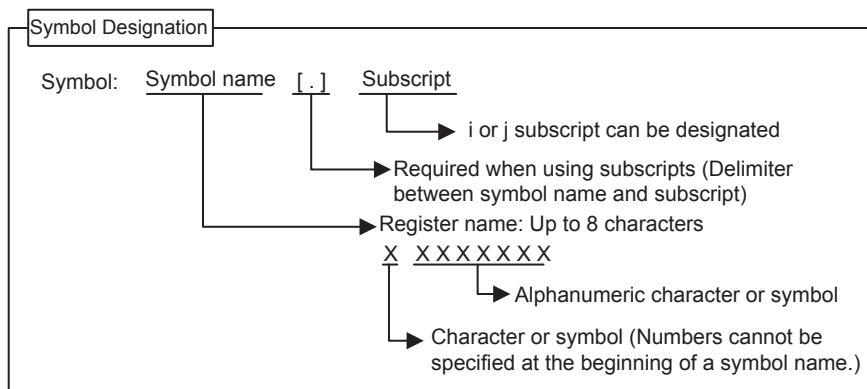 Symbol Designation
Symbol: Symbol name [ . ] Subscript
i or j subscript can be designated
Required when using subscripts (Delimiter
between symbol name and subscript)
Register name: Up to 8 characters
X X X X X X X X
Alphanumeric character or symbol
Character or symbol (Numbers cannot be
specified at the beginning of a symbol name.)